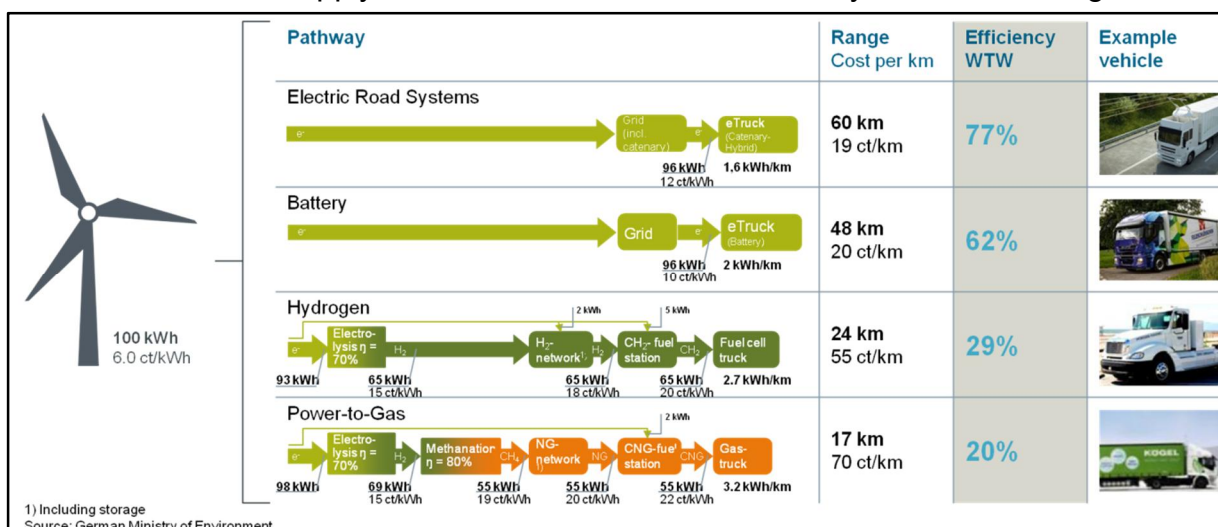 Pathway
Range
Cost per km
Efficiency
WTW
Example
vehicle
Electric Road Systems
e-
Grid
(incl.
catenary)
e-
eTruck
(Catenary-
Hybrid)
96 kWh
12 ct/kWh
1,6 kWh/km
60 km
19 ct/km
77%
Battery
e-
Grid
e-
eTruck
(Battery)
96 kWh
10 ct/kWh
2 kWh/km
48 km
20 ct/km
62%
100 kWh
6.0 ct/kWh
Hydrogen
2 kWh
5 kWh
e-
Electro-
lysis η =
70%
H2
H2-
network1)
H2
CH2- fuel
station
CH2
Fuel cell
truck
93 kWh
65 kWh
15 ct/kWh
65 kWh
18 ct/kWh
65 kWh
20 ct/kWh
2.7 kWh/km
24 km
55 ct/km
29%
Power-to-Gas
2 kWh
e-
Electro-
lysis η =
70%
H2
Methanation
η = 80%
CH4
NG-
network
1)
NG
CNG-fuel
station
CNG
Gas-
truck
98 kWh
69 kWh
15 ct/kWh
55 kWh
19 ct/kWh
55 kWh
20 ct/kWh
55 kWh
22 ct/kWh
3.2 kWh/km
17 km
70 ct/km
20%
KÖGEL
1) Including storage
Source: German Ministry of Environment